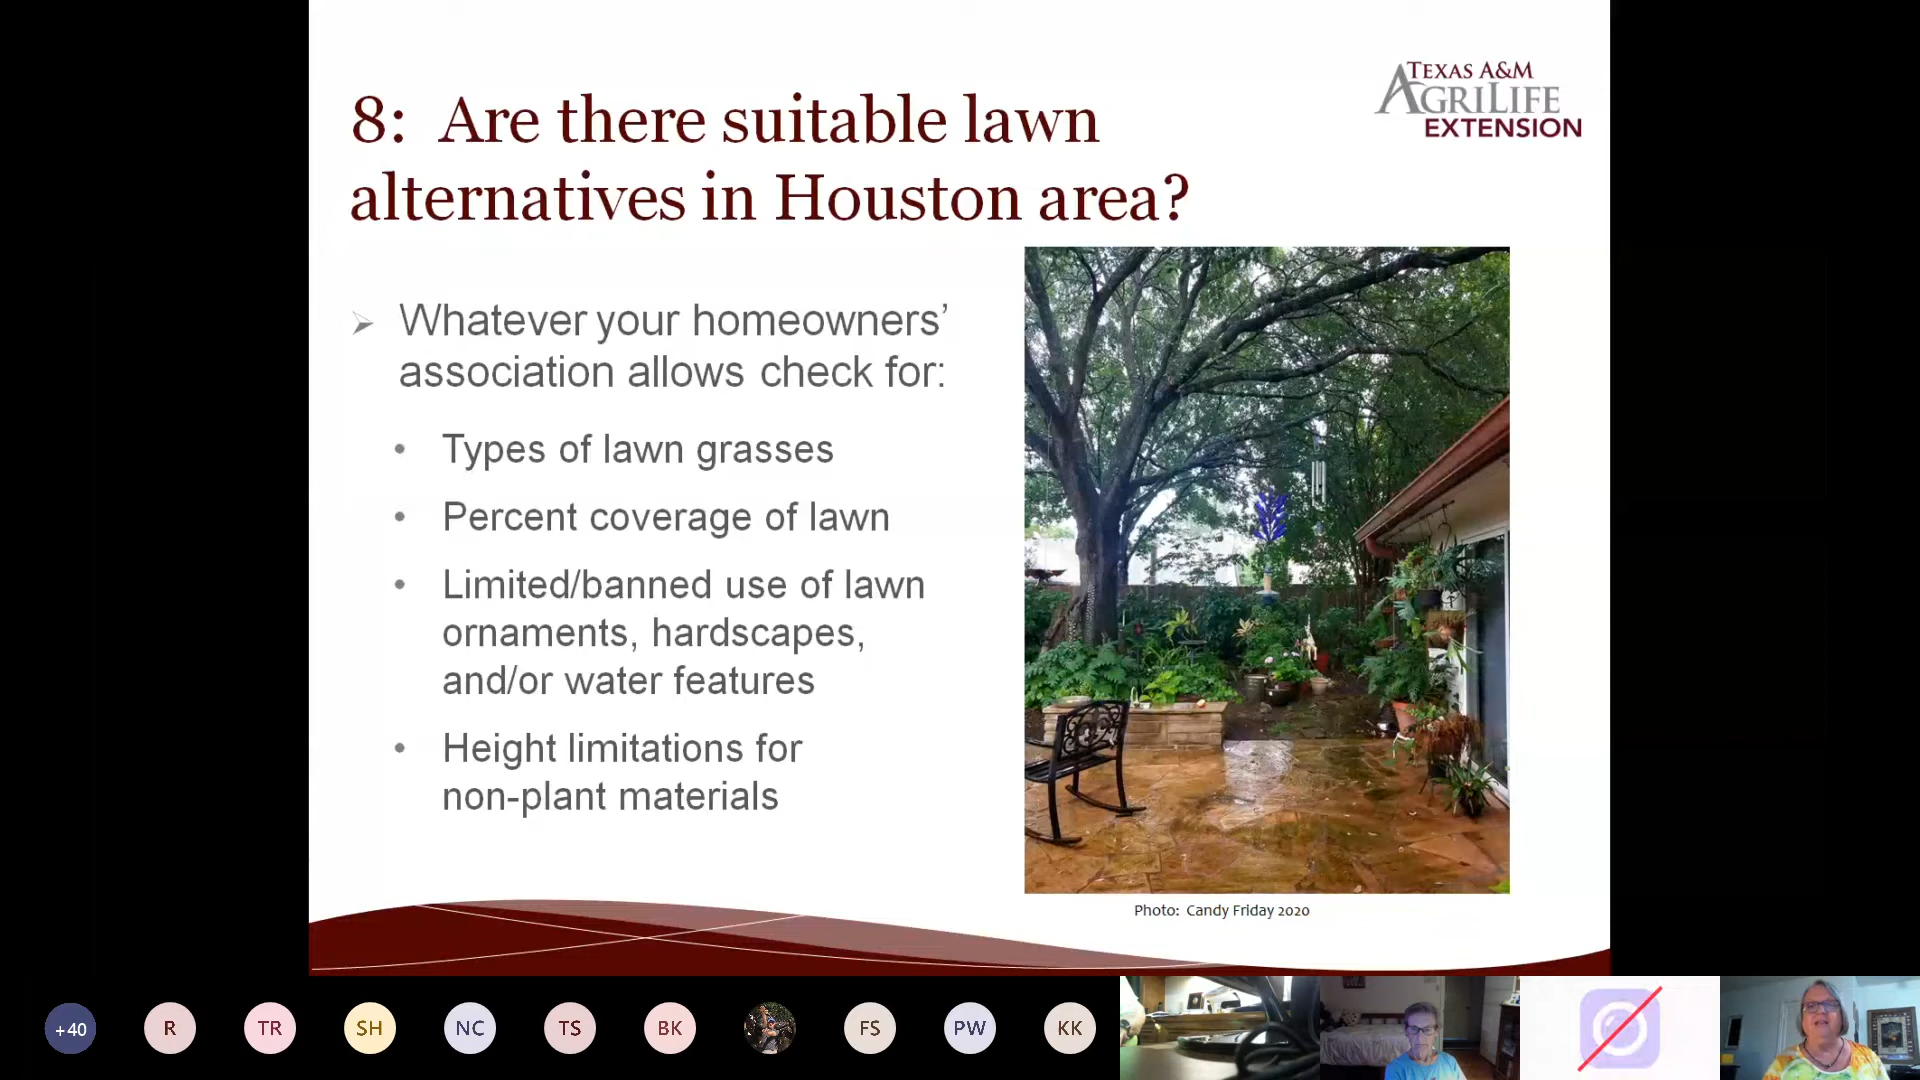 TEXAS A&M
AGRILIFE
EXTENSION
8: Are there suitable lawn
alternatives in Houston area?
Whatever your homeowners’
association allows check for:
• Types of lawn grasses
• Percent coverage of lawn
• Limited/banned use of lawn
ornaments, hardscapes,
and/or water features
• Height limitations for
non-plant materials
Photo: Candy Friday 2020
+40
R
TR
SH
NC
TS
BK
FS
PW
KK